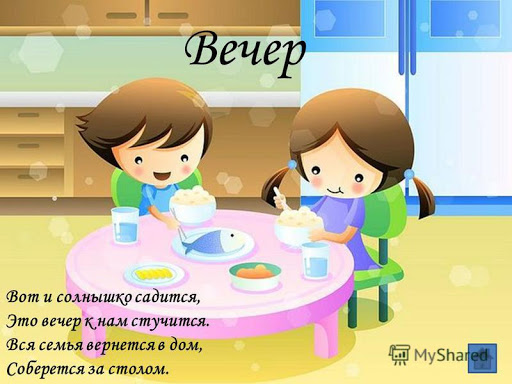 Вечер
Вот и солнышко садится,
Это вечер к нам стучится.
Вся семья вернется в дом,
Соберется за столом.
MyShared